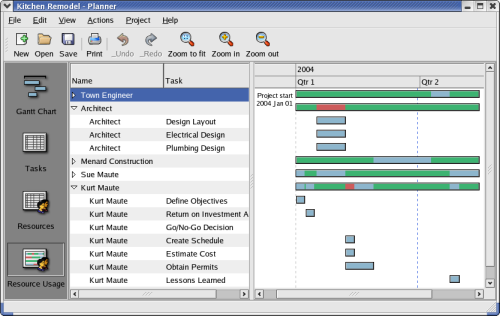 Kitchen Remodel - Planner
File Edit View Actions Project Help
New Open Save Print _Undo _Redo Zoom to fit Zoom in Zoom out
Gantt Chart
Tasks
Resources
Resource Usage
Name Task
Town Engineer
Architect
Architect Design Layout
Architect Electrical Design
Architect Plumbing Design
Menard Construction
Sue Maute
Kurt Maute
Kurt Maute Define Objectives
Kurt Maute Return on Investment A
Kurt Maute Go/No-Go Decision
Kurt Maute Create Schedule
Kurt Maute Estimate Cost
Kurt Maute Obtain Permits
Kurt Maute Lessons Learned
2004
Qtr 1 Qtr 2
Project start
2004 Jan 01